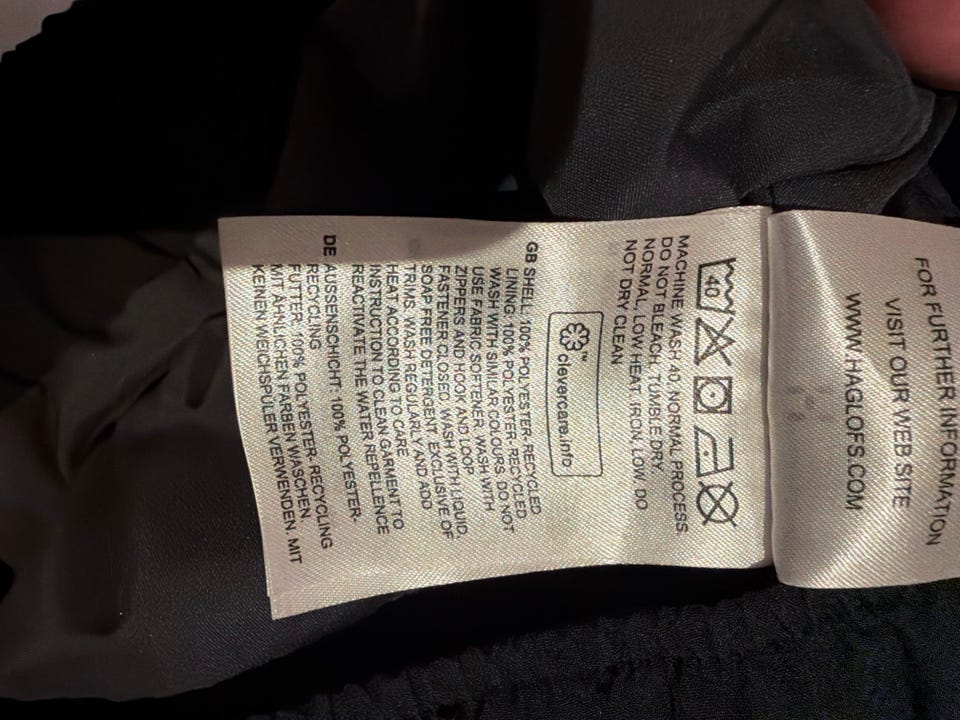 FOR FURTHER INFORMATION
VISIT OUR WEB SITE
WWW.HAGLOFS.COM
40
MACHINE WASH 40, NORMAL PROCESS.
DO NOT BLEACH, TUMBLE DRY,
NORMAL, LOW HEAT. IRON, LOW. DO
NOT DRY CLEAN
clevercare.info
GB SHELL: 100% POLYESTER- RECYCLED
LINING: 100% POLYESTER- RECYCLED
WASH WITH SIMILAR COLOURS. DO NOT
USE FABRIC SOFTENER. WASH WITH
ZIPPERS AND HOOK AND LOOP
FASTENER CLOSED. WASH WITH LIQUID,
SOAP FREE DETERGENT. EXCLUSIVE OF
TRIMS. WASH REGULARLY AND ADD
HEAT ACCORDING TO CARE
INSTRUCTION TO CLEAN GARMENT TO
REACTIVATE THE WATER REPELLENCE
DE AUSSENSICHT: 100% POLYESTER-
RECYCLING
FUTTER: 100% POLYESTER- RECYCLING
MIT ÄHNLICHEN FARBEN WASCHEN.
KEINEN WEICHSPÜLER VERWENDEN. MIT